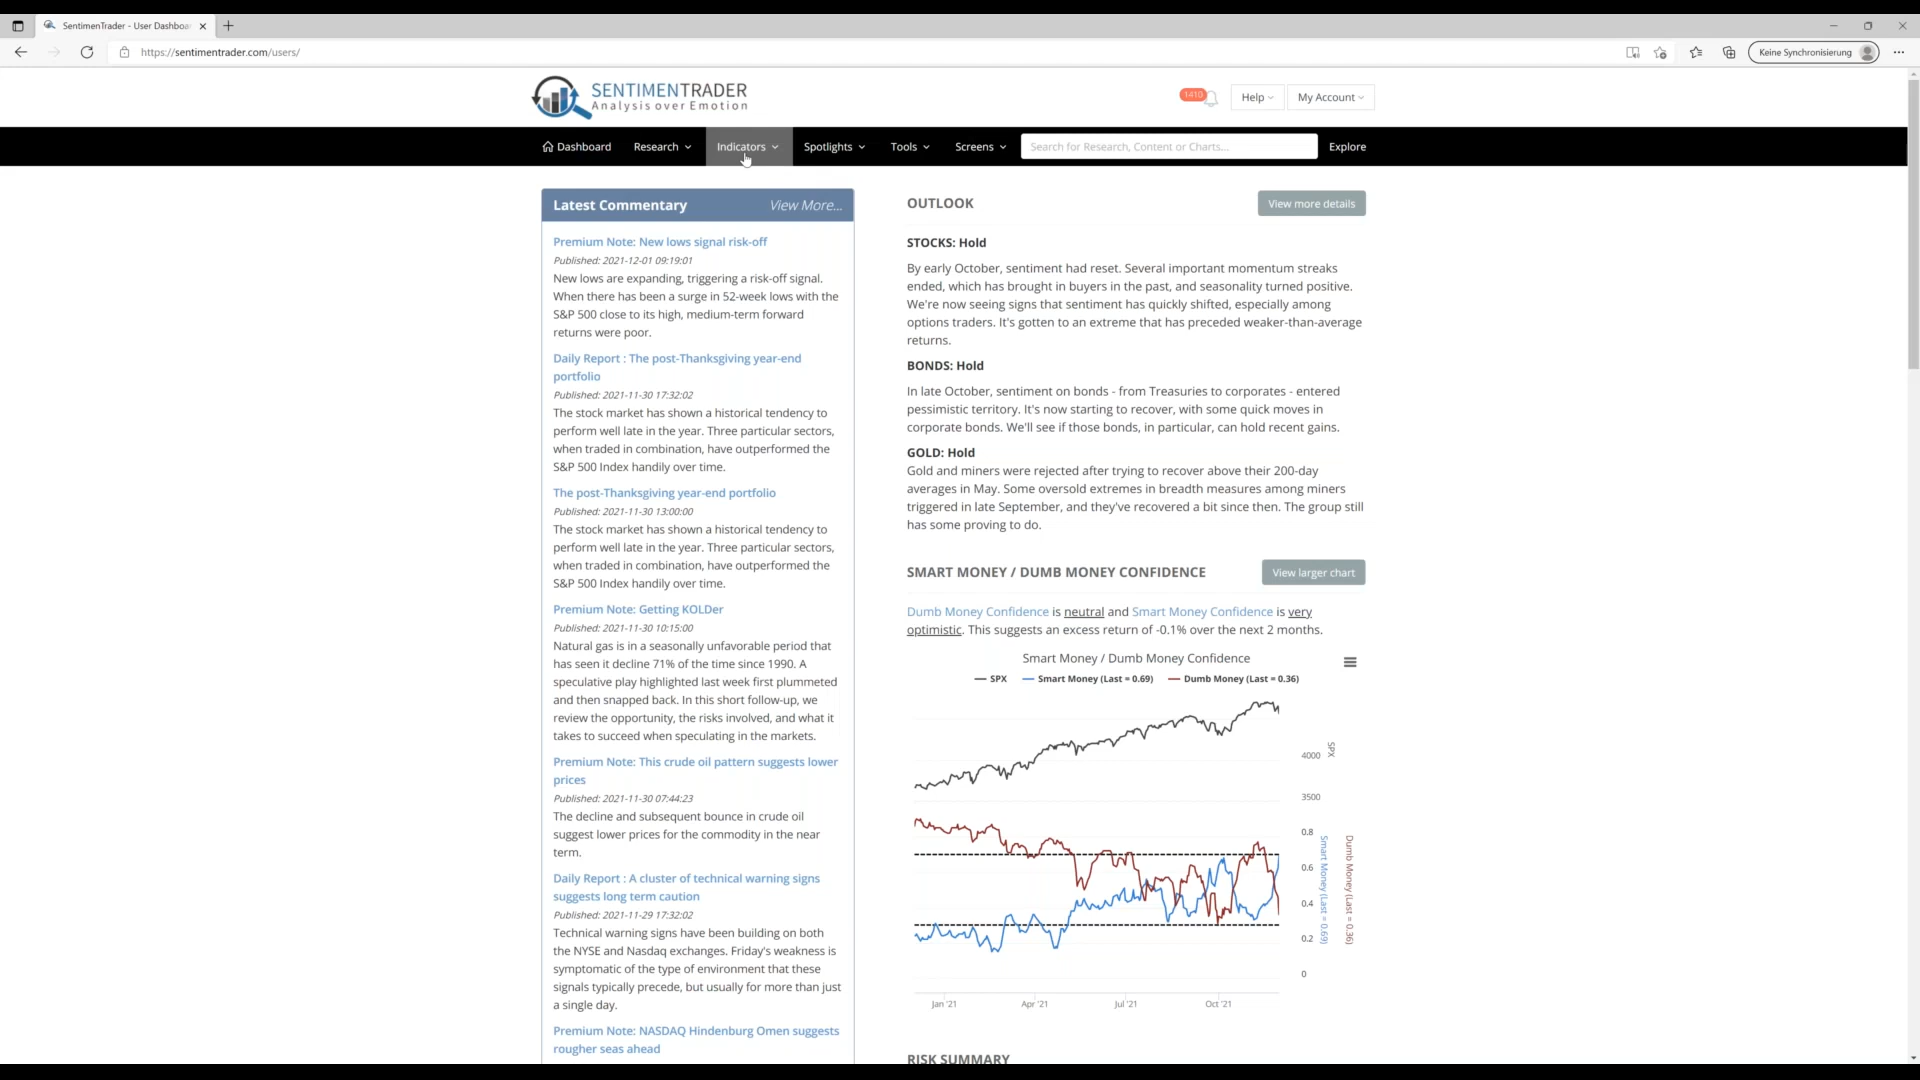 SentimenTrader - User Dashboa
https://sentimentrader.com/users/
Keine Synchronisierung
SENTIMENTRADER
Analysis over Emotion
1410
Help
My Account
Dashboard
Research
Indicators
Spotlights
Tools
Screens
Search for Research, Content or Charts...
Explore
Latest Commentary
View More...
Premium Note: New lows signal risk-off
Published: 2021-12-01 09:19:01
New lows are expanding, triggering a risk-off signal.
When there has been a surge in 52-week lows with the
S&P 500 close to its high, medium-term forward
returns were poor.
Daily Report : The post-Thanksgiving year-end
portfolio
Published: 2021-11-30 17:32:02
The stock market has shown a historical tendency to
perform well late in the year. Three particular sectors,
when traded in combination, have outperformed the
S&P 500 Index handily over time.
The post-Thanksgiving year-end portfolio
Published: 2021-11-30 13:00:00
The stock market has shown a historical tendency to
perform well late in the year. Three particular sectors,
when traded in combination, have outperformed the
S&P 500 Index handily over time.
Premium Note: Getting KOLDer
Published: 2021-11-30 10:15:00
Natural gas is in a seasonally unfavorable period that
has seen it decline 71% of the time since 1990. A
speculative play highlighted last week first plummeted
and then snapped back. In this short follow-up, we
review the opportunity, the risks involved, and what it
takes to succeed when speculating in the markets.
Premium Note: This crude oil pattern suggests lower
prices
Published: 2021-11-30 07:44:23
The decline and subsequent bounce in crude oil
suggest lower prices for the commodity in the near
term.
Daily Report : A cluster of technical warning signs
suggests long term caution
Published: 2021-11-29 17:32:02
Technical warning signs have been building on both
the NYSE and Nasdaq exchanges. Friday's weakness is
symptomatic of the type of environment that these
signals typically precede, but usually for more than just
a single day.
Premium Note: NASDAQ Hindenburg Omen suggests
rougher seas ahead
OUTLOOK
View more details
STOCKS: Hold
By early October, sentiment had reset. Several important momentum streaks
ended, which has brought in buyers in the past, and seasonality turned positive.
We're now seeing signs that sentiment has quickly shifted, especially among
options traders. It's gotten to an extreme that has preceded weaker-than-average
returns.
BONDS: Hold
In late October, sentiment on bonds - from Treasuries to corporates - entered
pessimistic territory. It's now starting to recover, with some quick moves in
corporate bonds. We'll see if those bonds, in particular, can hold recent gains.
GOLD: Hold
Gold and miners were rejected after trying to recover above their 200-day
averages in May. Some oversold extremes in breadth measures among miners
triggered in late September, and they've recovered a bit since then. The group still
has some proving to do.
SMART MONEY / DUMB MONEY CONFIDENCE
View larger chart
Dumb Money Confidence is neutral and Smart Money Confidence is very
optimistic. This suggests an excess return of -0.1% over the next 2 months.
Smart Money / Dumb Money Confidence
SPX
Smart Money (Last = 0.69)
Dumb Money (Last = 0.36)
4000
SPX
3500
0.8
0.6
0.4
0.2
0
Smart Money (Last = 0.69)
Dumb Money (Last = 0.36)
Jan '21
Apr '21
Jul '21
Oct '21
RISK SUMMARY